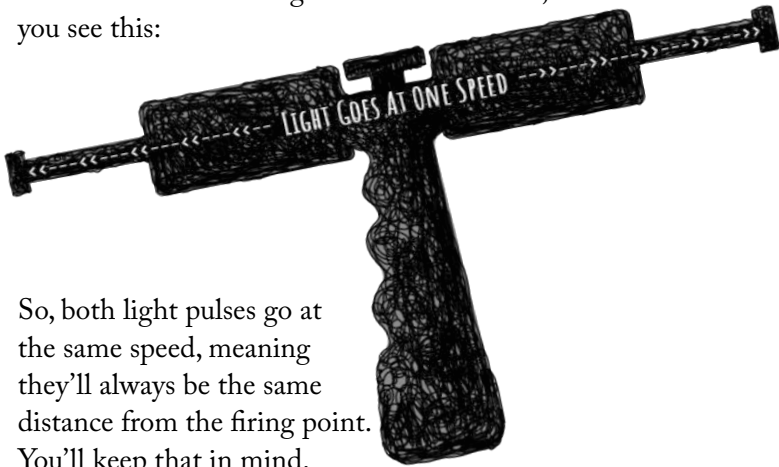 you see this:
LIGHT GOES AT ONE SPEED
So, both light pulses go at
the same speed, meaning
they'll always be the same
distance from the firing point.
You'll keep that in mind.